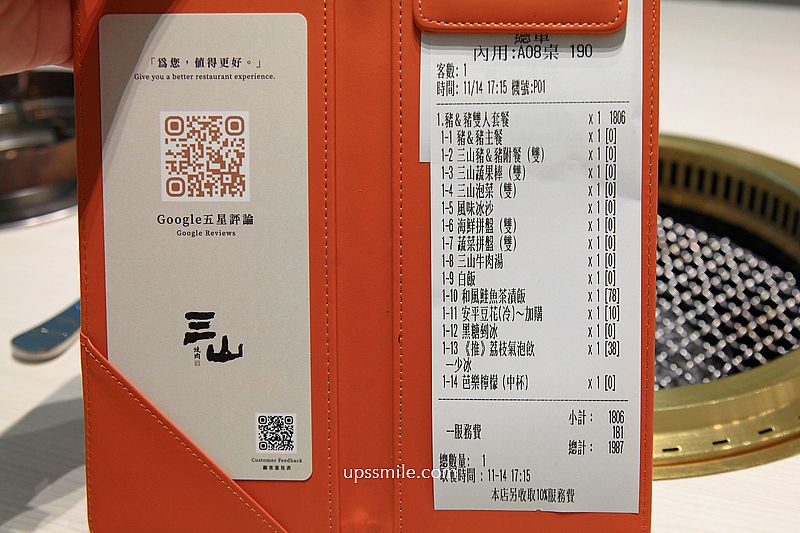 「為您，值得更好。」
Give you a better restaurant experience.
Google五星評論
Google Reviews
三山
燒肉
Customer Feedback
顧客意見表
總單
內用:A08桌 190
客數: 1
時間: 11/14 17:15 機號:P01
1.豬&豬雙人套餐 x 1 1806
1-1 豬&豬主餐 x 1 [0]
1-2 三山豬&豬附餐 (雙) x 1 [0]
1-3 三山蔬果棒 (雙) x 1 [0]
1-4 三山泡菜 (雙) x 1 [0]
1-5 風味冰沙 x 1 [0]
1-6 海鮮拼盤 (雙) x 1 [0]
1-7 蔬菜拼盤 (雙) x 1 [0]
1-8 三山牛肉湯 x 1 [0]
1-9 白飯 x 1 [0]
1-10 和風鮭魚茶漬飯 x 1 [78]
1-11 安平豆花(冷)~加購 x 1 [10]
1-12 黑糖剉冰 x 1 [0]
1-13 《推》荔枝氣泡飲 x 1 [38]
—少冰
1-14 芭樂檸檬 (中杯) x 1 [0]
小計: 1806
—服務費 181
總計: 1987
總數量: 1
時間:11-14 17:15
本店另收取10%服務費
upssmile.com